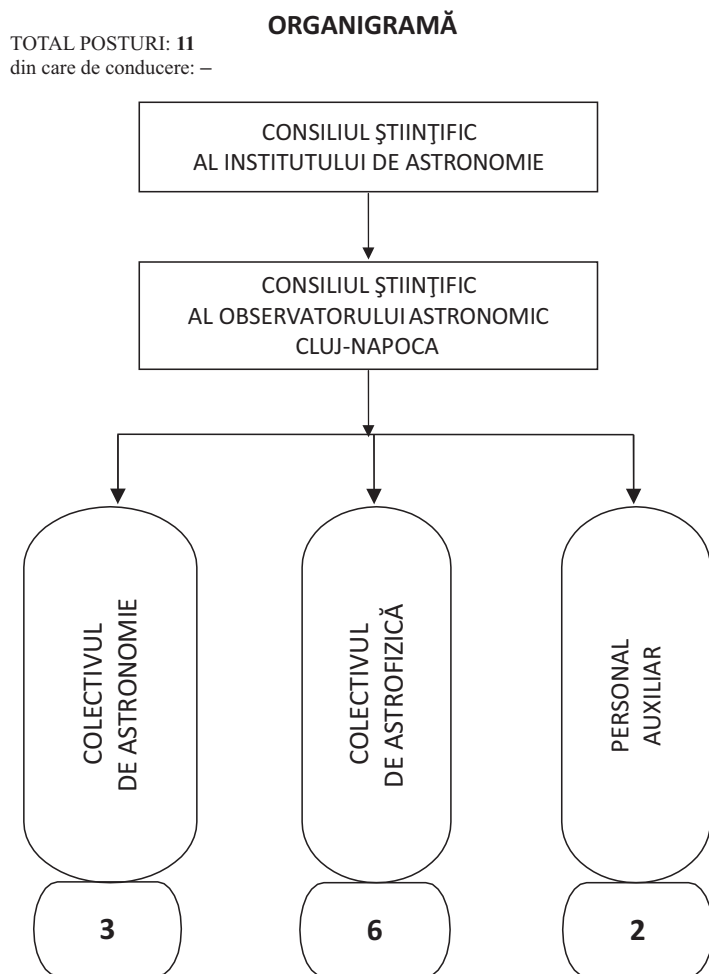 ORGANIGRAMĂ
TOTAL POSTURI: 11
din care de conducere: –
CONSILIUL ŞTIINŢIFIC
AL INSTITUTULUI DE ASTRONOMIE
CONSILIUL ŞTIINŢIFIC
AL OBSERVATORULUI ASTRONOMIC
CLUJ-NAPOCA
COLECTIVUL
DE ASTRONOMIE
COLECTIVUL
DE ASTROFIZICĂ
PERSONAL
AUXILIAR
3
6
2